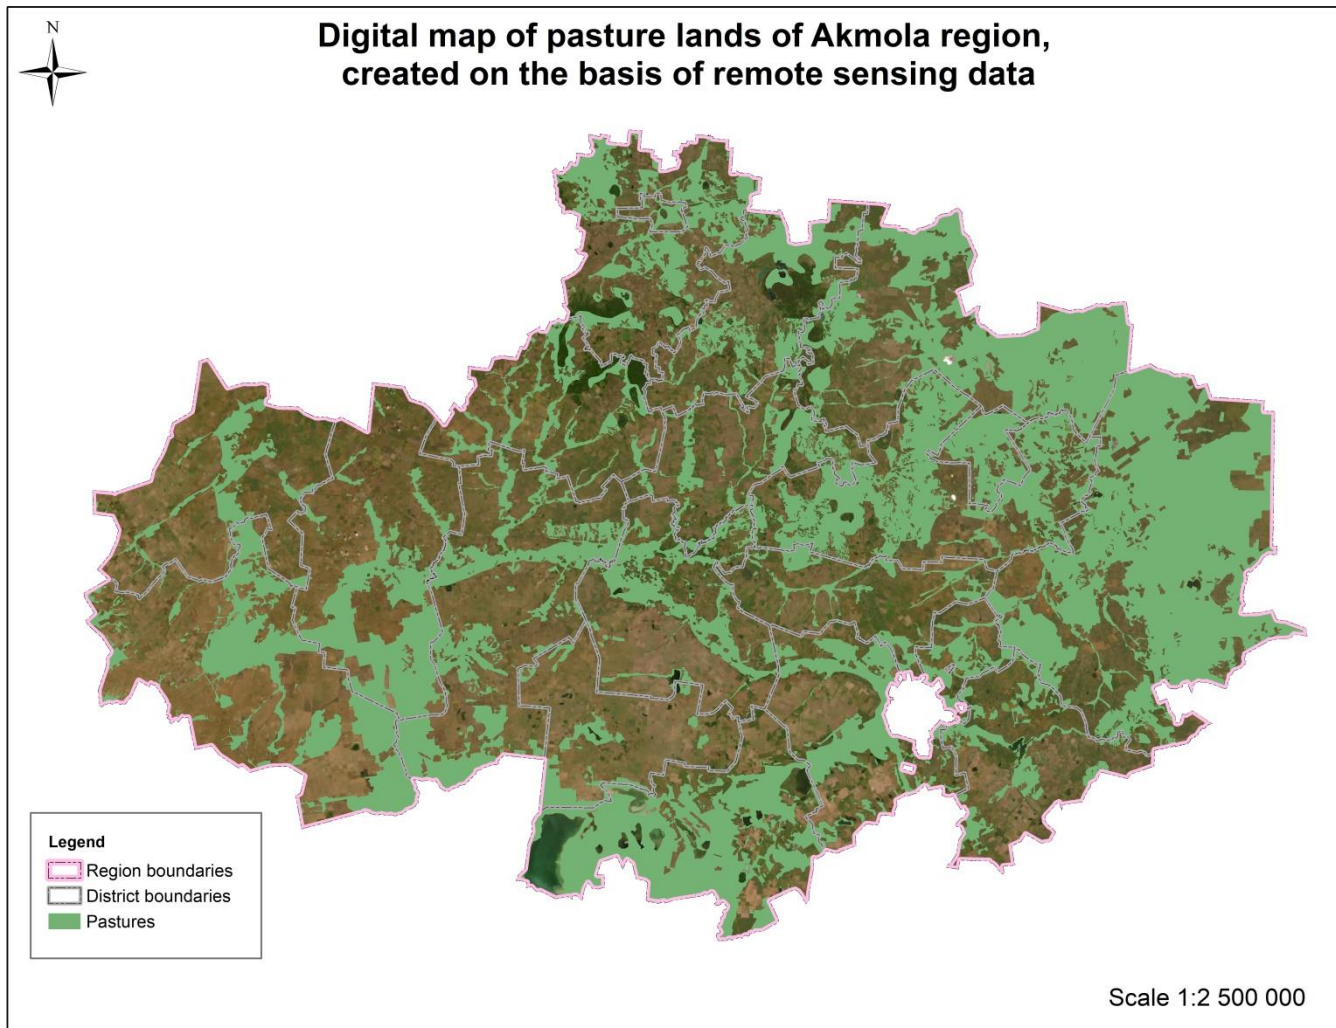 N
Digital map of pasture lands of Akmola region,
created on the basis of remote sensing data
Legend
Region boundaries
District boundaries
Pastures
Scale 1:2 500 000